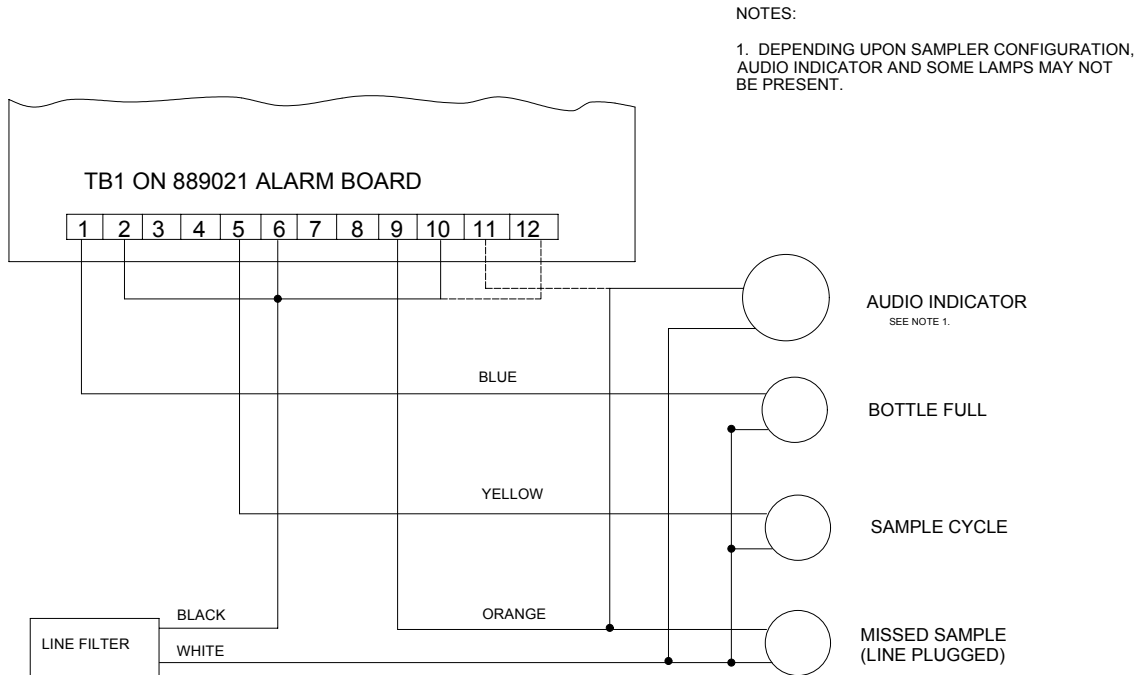 NOTES:
1. DEPENDING UPON SAMPLER CONFIGURATION,
AUDIO INDICATOR AND SOME LAMPS MAY NOT
BE PRESENT.
TB1 ON 889021 ALARM BOARD
1 2 3 4 5 6 7 8 9 10 11 12
AUDIO INDICATOR
SEE NOTE 1.
BLUE
BOTTLE FULL
YELLOW
SAMPLE CYCLE
BLACK
ORANGE
LINE FILTER
WHITE
MISSED SAMPLE
(LINE PLUGGED)